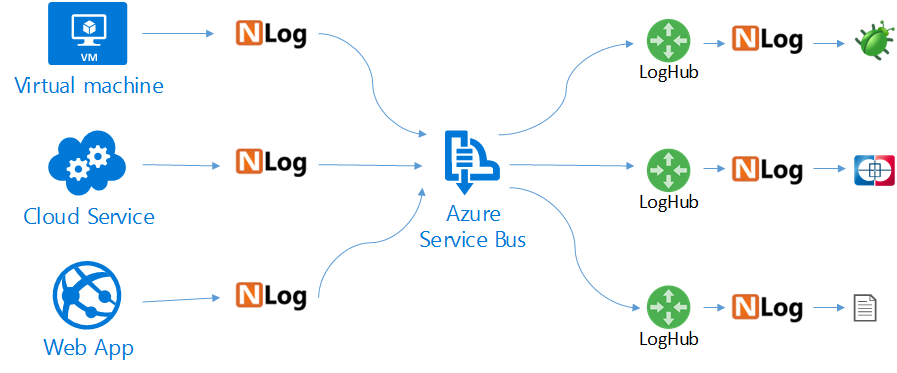 VM
Virtual machine
NLog
Cloud Service
NLog
Web App
NLog
Azure
Service Bus
LogHub
NLog
LogHub
NLog
LogHub
NLog